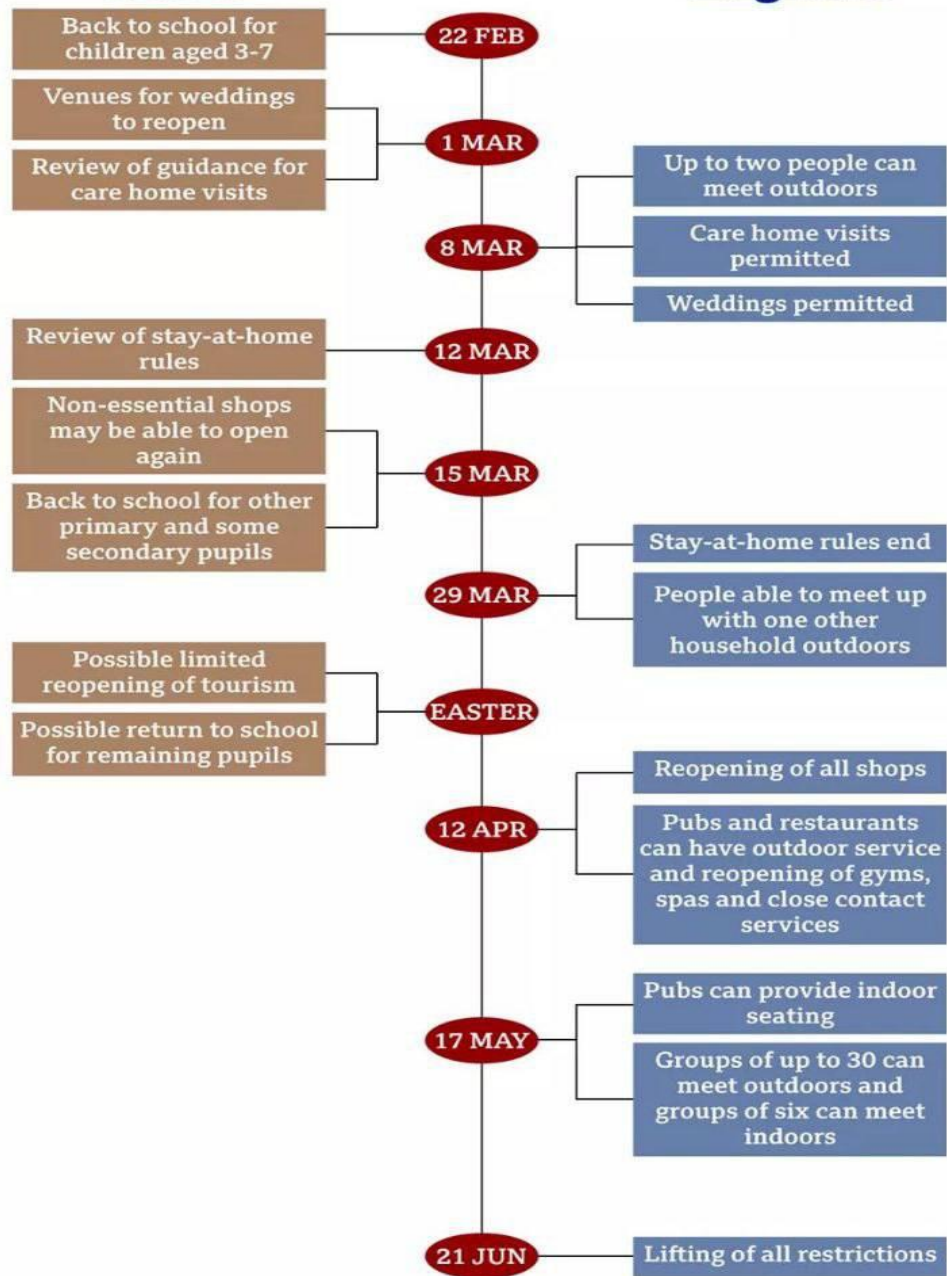 Back to school for
children aged 3-7
22 FEB
Venues for weddings
to reopen
Review of guidance for
care home visits
1 MAR
8 MAR
Up to two people can
meet outdoors
Care home visits
permitted
Weddings permitted
Review of stay-at-home
rules
12 MAR
Non-essential shops
may be able to open
again
Back to school for other
primary and some
secondary pupils
15 MAR
29 MAR
Stay-at-home rules end
People able to meet up
with one other
household outdoors
Possible limited
reopening of tourism
Possible return to school
for remaining pupils
EASTER
12 APR
Reopening of all shops
Pubs and restaurants
can have outdoor service
and reopening of gyms,
spas and close contact
services
17 MAY
Pubs can provide indoor
seating
Groups of up to 30 can
meet outdoors and
groups of six can meet
indoors
21 JUN
Lifting of all restrictions